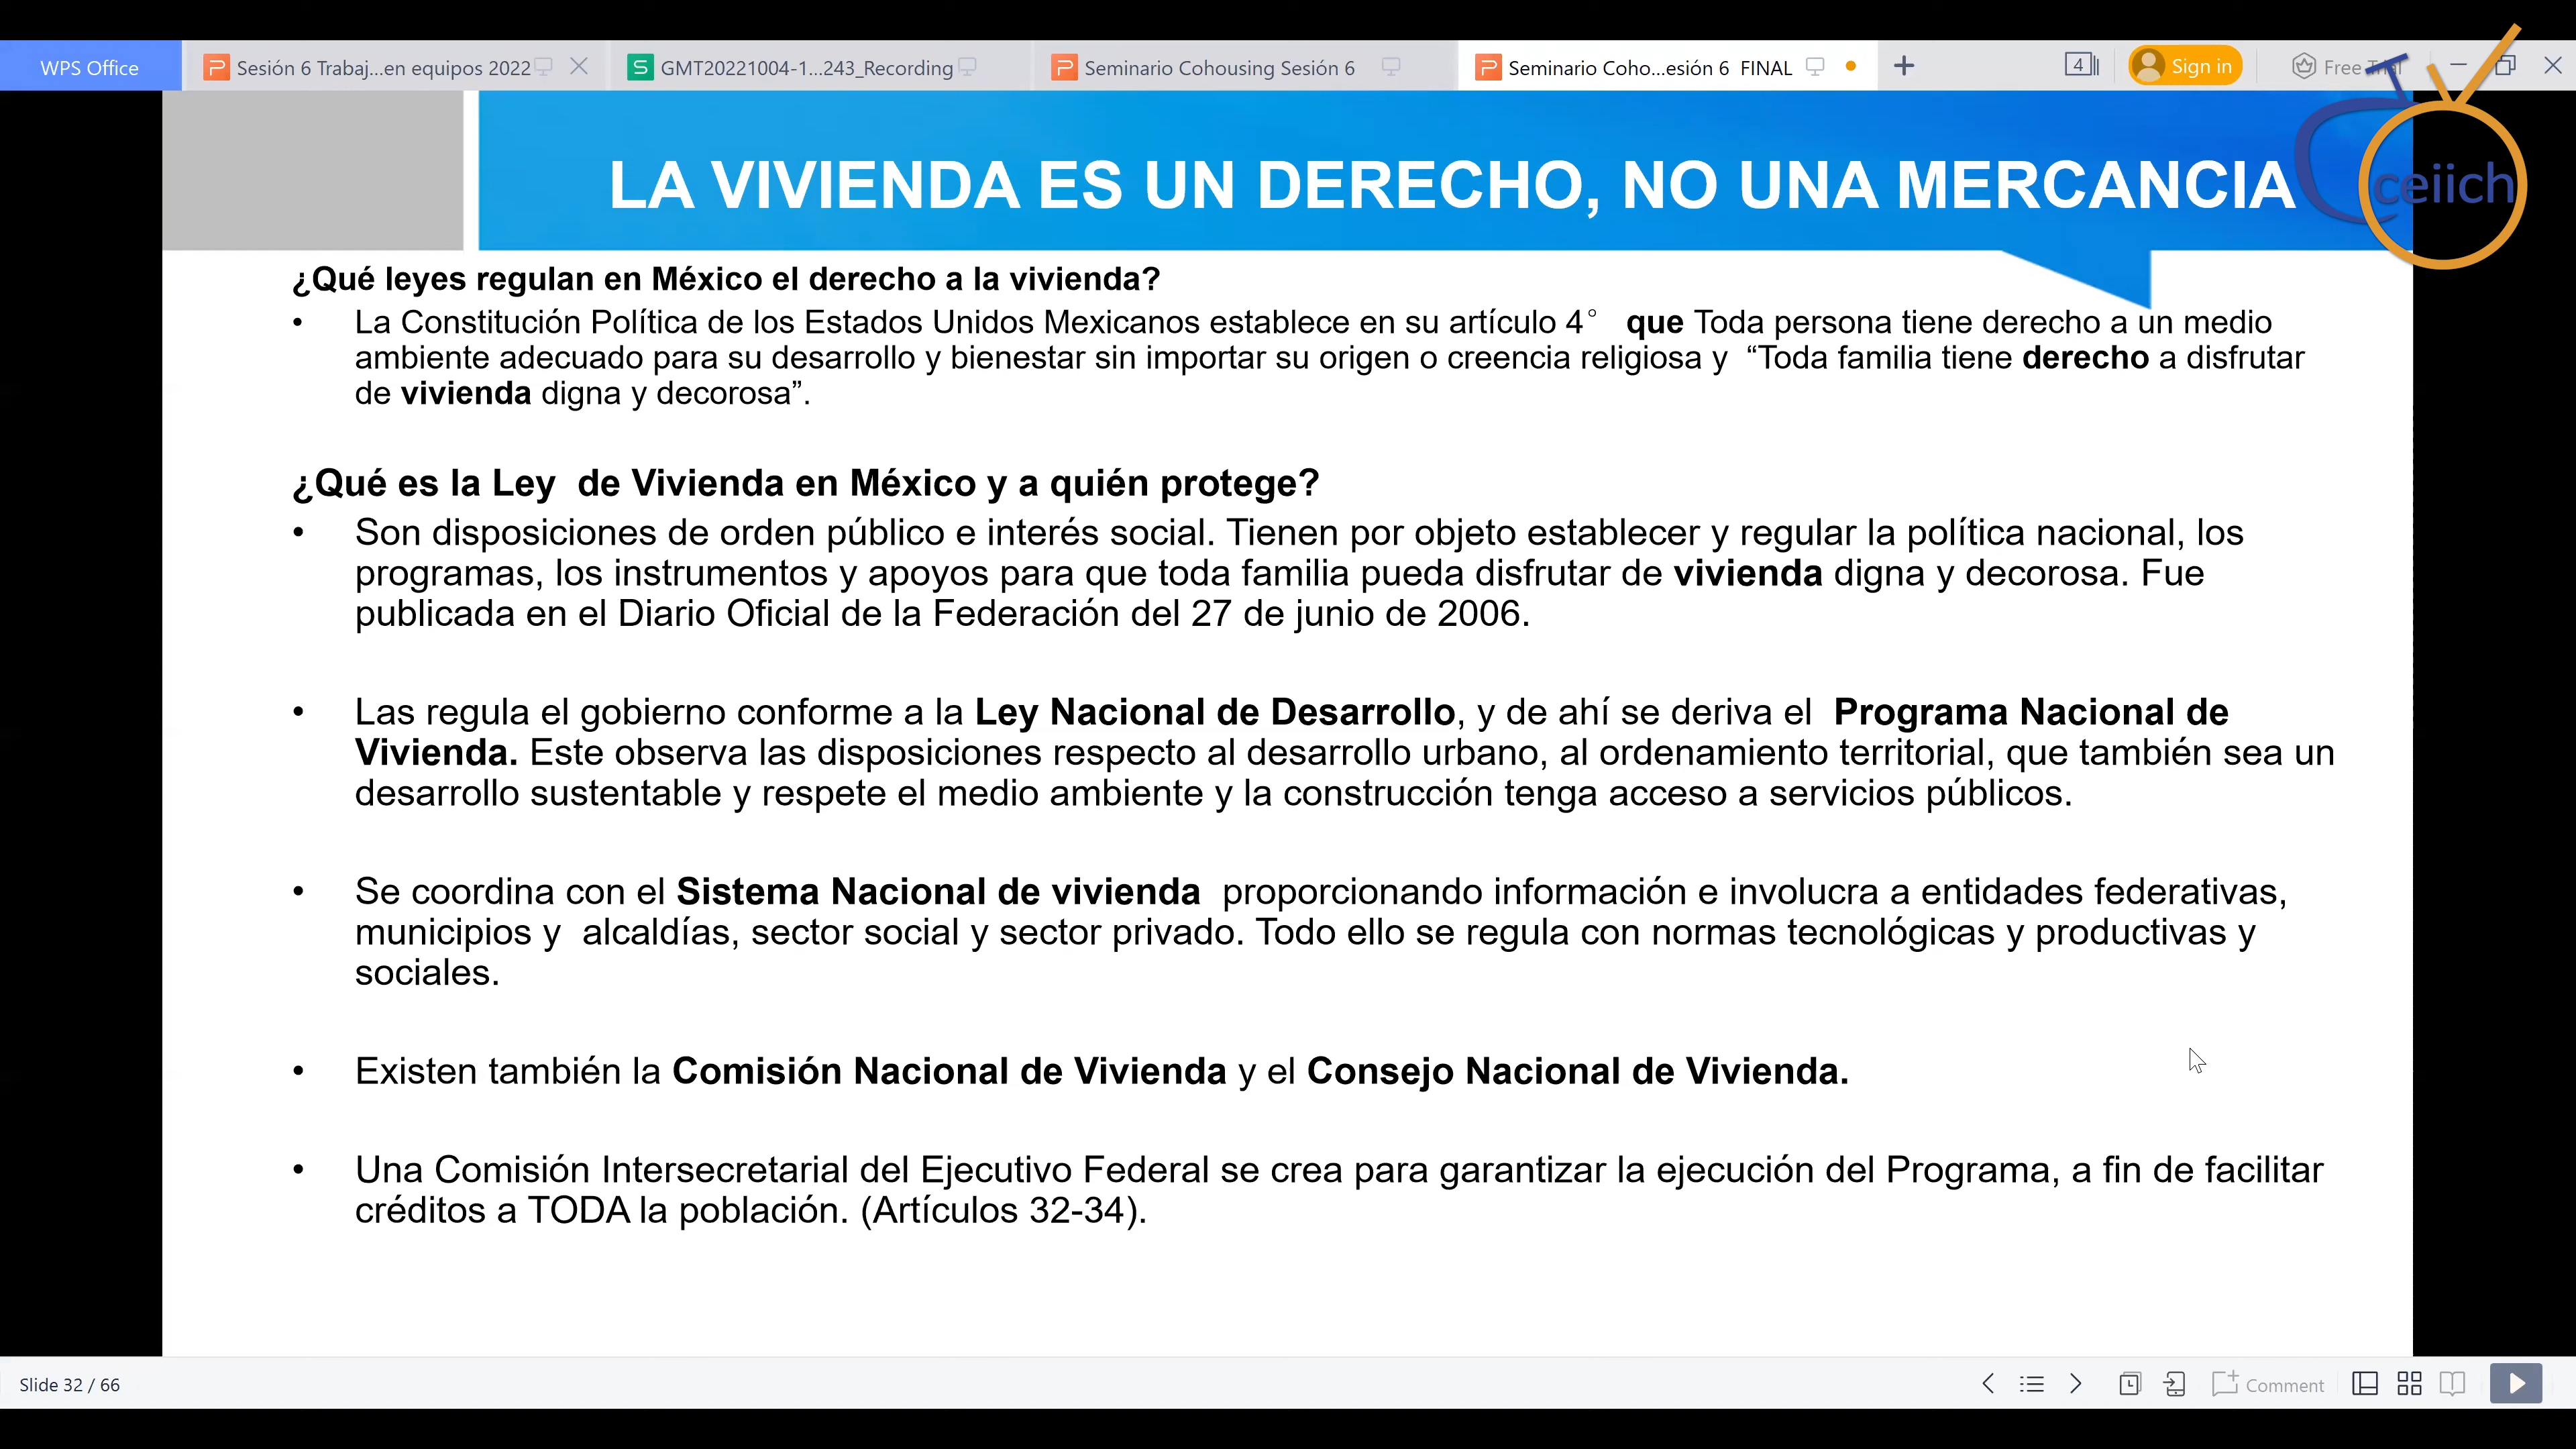 WPS Office
Sesión 6 Trabaj...en equipos 2022
GMT20221004-1...243_Recording
Seminario Cohousing Sesión 6
Seminario Coho...esión 6 FINAL
4
Sign in
Free Trial
TV
ceiich
LA VIVIENDA ES UN DERECHO, NO UNA MERCANCIA
¿Qué leyes regulan en México el derecho a la vivienda?
• La Constitución Política de los Estados Unidos Mexicanos establece en su artículo 4° que Toda persona tiene derecho a un medio
ambiente adecuado para su desarrollo y bienestar sin importar su origen o creencia religiosa y “Toda familia tiene derecho a disfrutar
de vivienda digna y decorosa”.
¿Qué es la Ley de Vivienda en México y a quién protege?
• Son disposiciones de orden público e interés social. Tienen por objeto establecer y regular la política nacional, los
programas, los instrumentos y apoyos para que toda familia pueda disfrutar de vivienda digna y decorosa. Fue
publicada en el Diario Oficial de la Federación del 27 de junio de 2006.
• Las regula el gobierno conforme a la Ley Nacional de Desarrollo, y de ahí se deriva el Programa Nacional de
Vivienda. Este observa las disposiciones respecto al desarrollo urbano, al ordenamiento territorial, que también sea un
desarrollo sustentable y respete el medio ambiente y la construcción tenga acceso a servicios públicos.
• Se coordina con el Sistema Nacional de vivienda proporcionando información e involucra a entidades federativas,
municipios y alcaldías, sector social y sector privado. Todo ello se regula con normas tecnológicas y productivas y
sociales.
• Existen también la Comisión Nacional de Vivienda y el Consejo Nacional de Vivienda.
• Una Comisión Intersecretarial del Ejecutivo Federal se crea para garantizar la ejecución del Programa, a fin de facilitar
créditos a TODA la población. (Artículos 32-34).
Slide 32 / 66
Comment